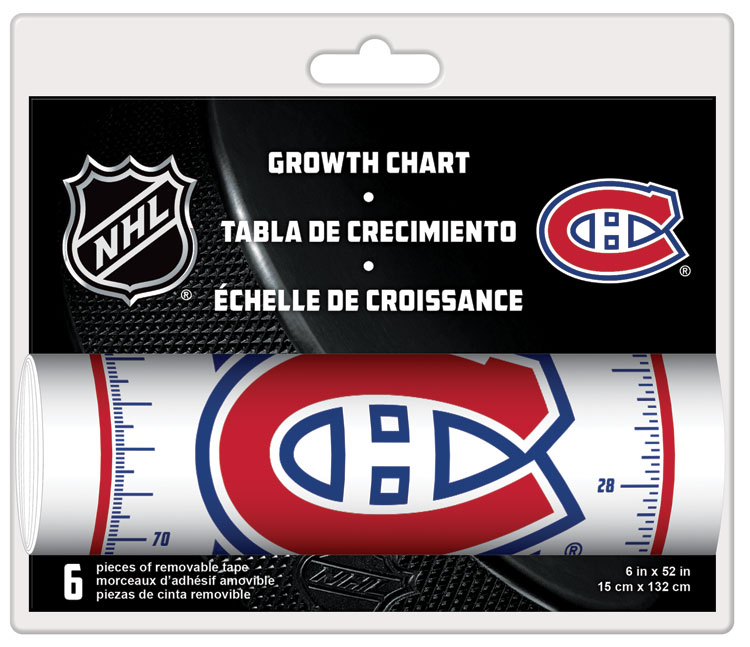 GROWTH CHART
•
TABLA DE CRECIMIENTO
•
ÉCHELLE DE CROISSANCE
NHL
®
®
28
70
®
6 pieces of removable tape
morceaux d'adhésif amovible
piezas de cinta removible
NHL
6 in x 52 in
15 cm x 132 cm